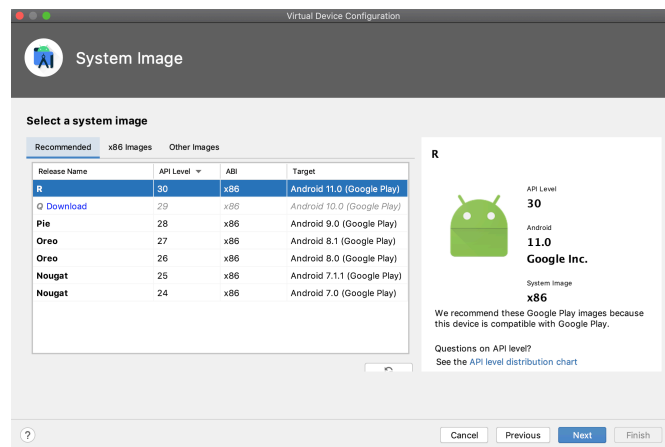 Virtual Device Configuration
System Image
Select a system image
Recommended x86 Images Other Images
Release Name API Level ABI Target
R 30 x86 Android 11.0 (Google Play)
Q Download 29 x86 Android 10.0 (Google Play)
Pie 28 x86 Android 9.0 (Google Play)
Oreo 27 x86 Android 8.1 (Google Play)
Oreo 26 x86 Android 8.0 (Google Play)
Nougat 25 x86 Android 7.1.1 (Google Play)
Nougat 24 x86 Android 7.0 (Google Play)
R
API Level
30
Android
11.0
Google Inc.
System Image
x86
We recommend these Google Play images because
this device is compatible with Google Play.
Questions on API level?
See the API level distribution chart
? Cancel Previous Next Finish